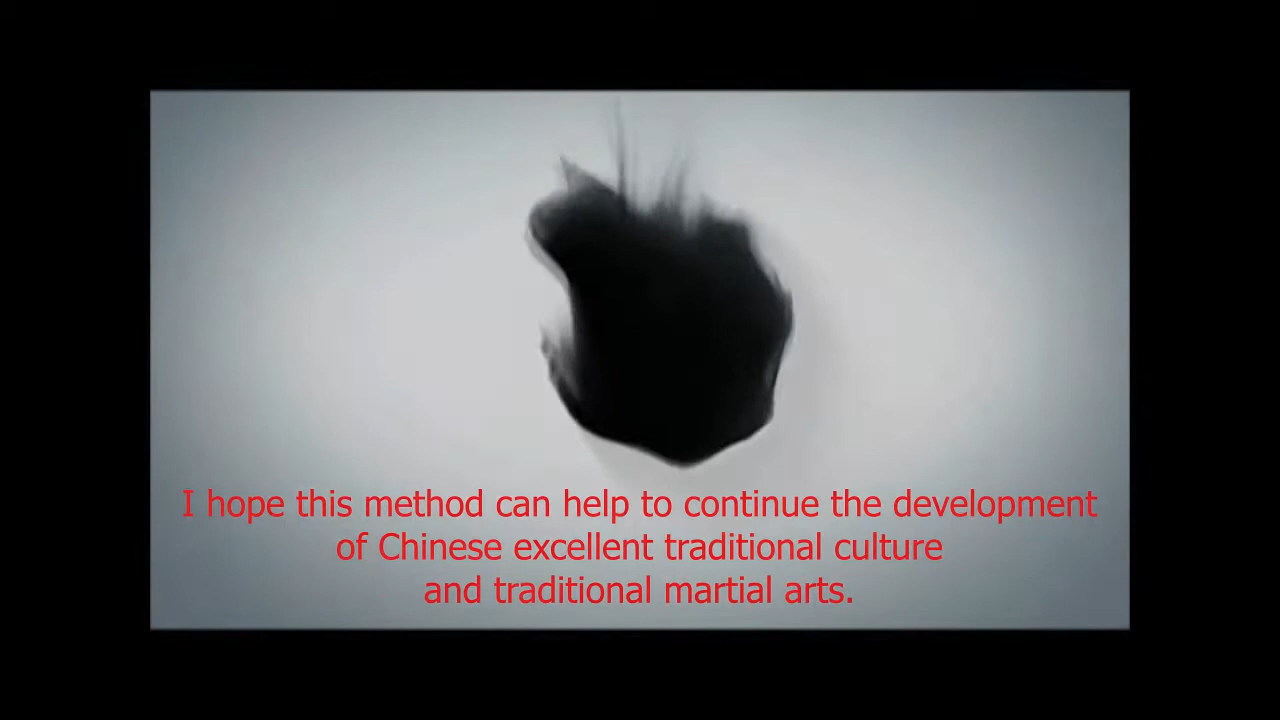 I hope this method can help to continue the development
of Chinese excellent traditional culture
and traditional martial arts.